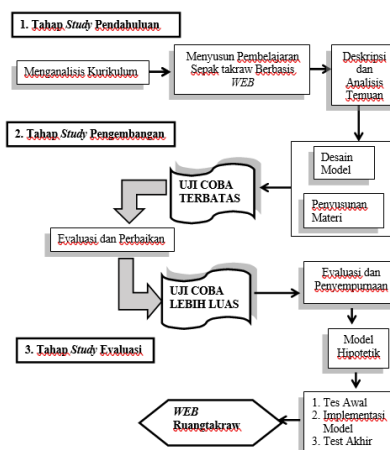 1. Tahap Study Pendahuluan
Menganalisis Kurikulum
Menyusun Pembelajaran
Sepak takraw Berbasis
WEB
Deskripsi
dan
Analisis
Temuan
2. Tahap Study Pengembangan
Desain
Model
Penyusunan
Materi
UJI COBA
TERBATAS
Evaluasi dan Perbaikan
UJI COBA
LEBIH LUAS
Evaluasi dan
Penyempurnaan
3. Tahap Study Evaluasi
Model
Hipotetik
1. Tes Awal
2. Implementasi
Model
3. Test Akhir
WEB
Ruangtakraw